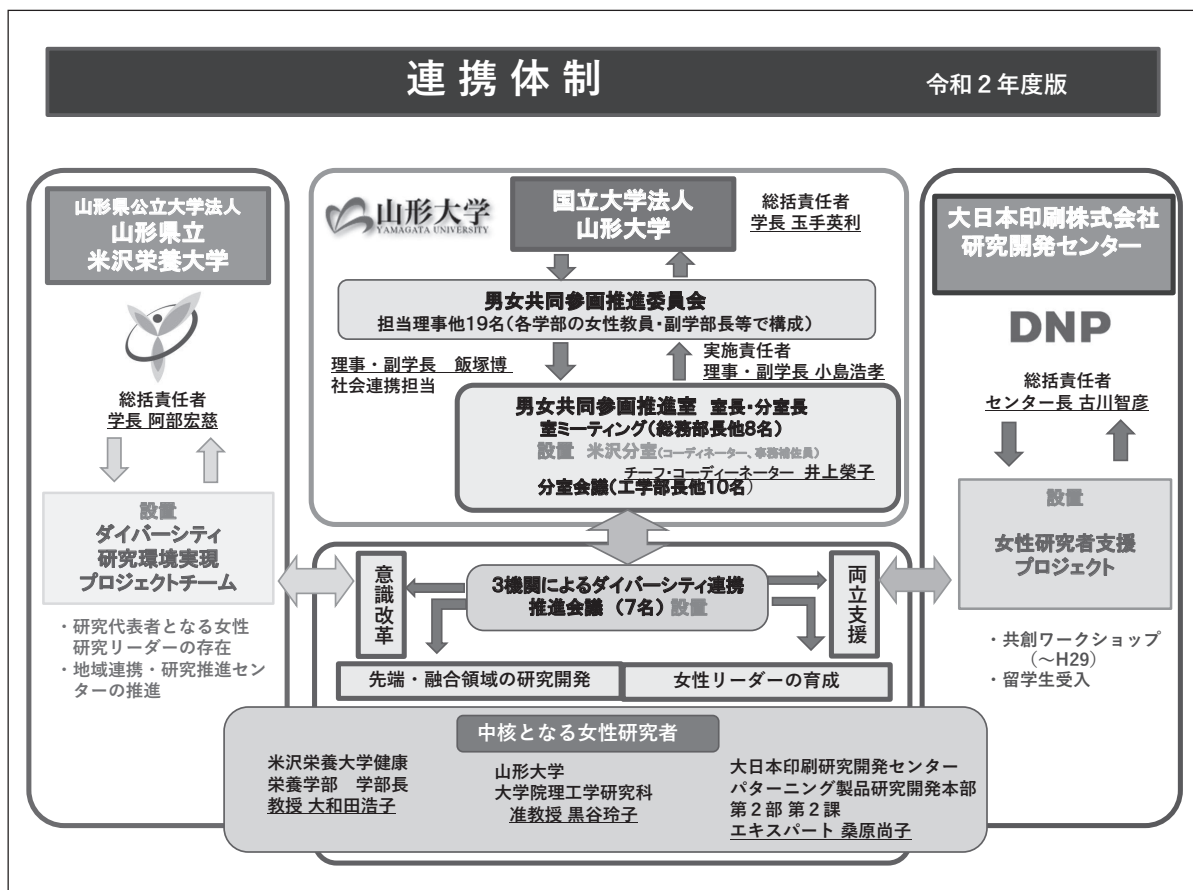 連携体制
令和2年度版
山形県公立大学法人
山形県立
米沢栄養大学
総括責任者
学長 阿部宏慈
設置
ダイバーシティ
研究環境実現
プロジェクトチーム
・研究代表者となる女性
研究リーダーの存在
・地域連携・研究推進セン
ターの推進
山形大学
YAMAGATA UNIVERSITY
国立大学法人
山形大学
総括責任者
学長 玉手英利
男女共同参画推進委員会
担当理事他19名(各学部の女性教員・副学部長等で構成)
理事・副学長　飯塚博
社会連携担当
実施責任者
理事・副学長 小島浩孝
男女共同参画推進室 室長・分室長
室ミーティング(総務部長他8名)
設置 米沢分室(コーディネーター、事務補佐員)
チーフ・コーディーネーター 井上榮子
分室会議(工学部長他10名)
意識改革
3機関によるダイバーシティ連携
推進会議 (7名) 設置
両立支援
先端・融合領域の研究開発
女性リーダーの育成
大日本印刷株式会社
研究開発センター
DNP
総括責任者
センター長 古川智彦
設置
女性研究者支援
プロジェクト
・共創ワークショップ
(～H29)
・留学生受入
中核となる女性研究者
米沢栄養大学健康
栄養学部　学部長
教授 大和田浩子
山形大学
大学院理工学研究科
准教授 黒谷玲子
大日本印刷研究開発センター
パターニング製品研究開発本部
第2部 第2課
エキスパート 桑原尚子